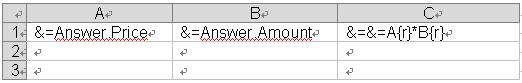 A B C
1 &=Answer.Price &=Answer.Amount &=&=A{r}*B{r}
2
3